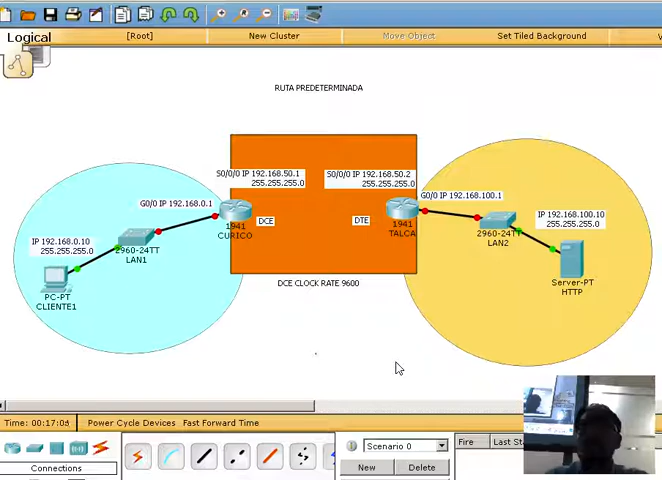 Logical
[Root]
New Cluster
Move Object
Set Tiled Background
RUTA PREDETERMINADA
S0/0/0 IP 192.168.50.1
255.255.255.0
S0/0/0 IP 192.168.50.2
255.255.255.0
G0/0 IP 192.168.0.1
G0/0 IP 192.168.100.1
DCE
DTE
1941
CURICO
1941
TALCA
IP 192.168.0.10
255.255.255.0
2960-24TT
LAN1
PC-PT
CLIENTE1
2960-24TT
LAN2
IP 192.168.100.10
255.255.255.0
Server-PT
HTTP
DCE CLOCK RATE 9600
Time: 00:17:03
Power Cycle Devices
Fast Forward Time
Connections
Scenario 0
New
Delete
Fire
Last Sta